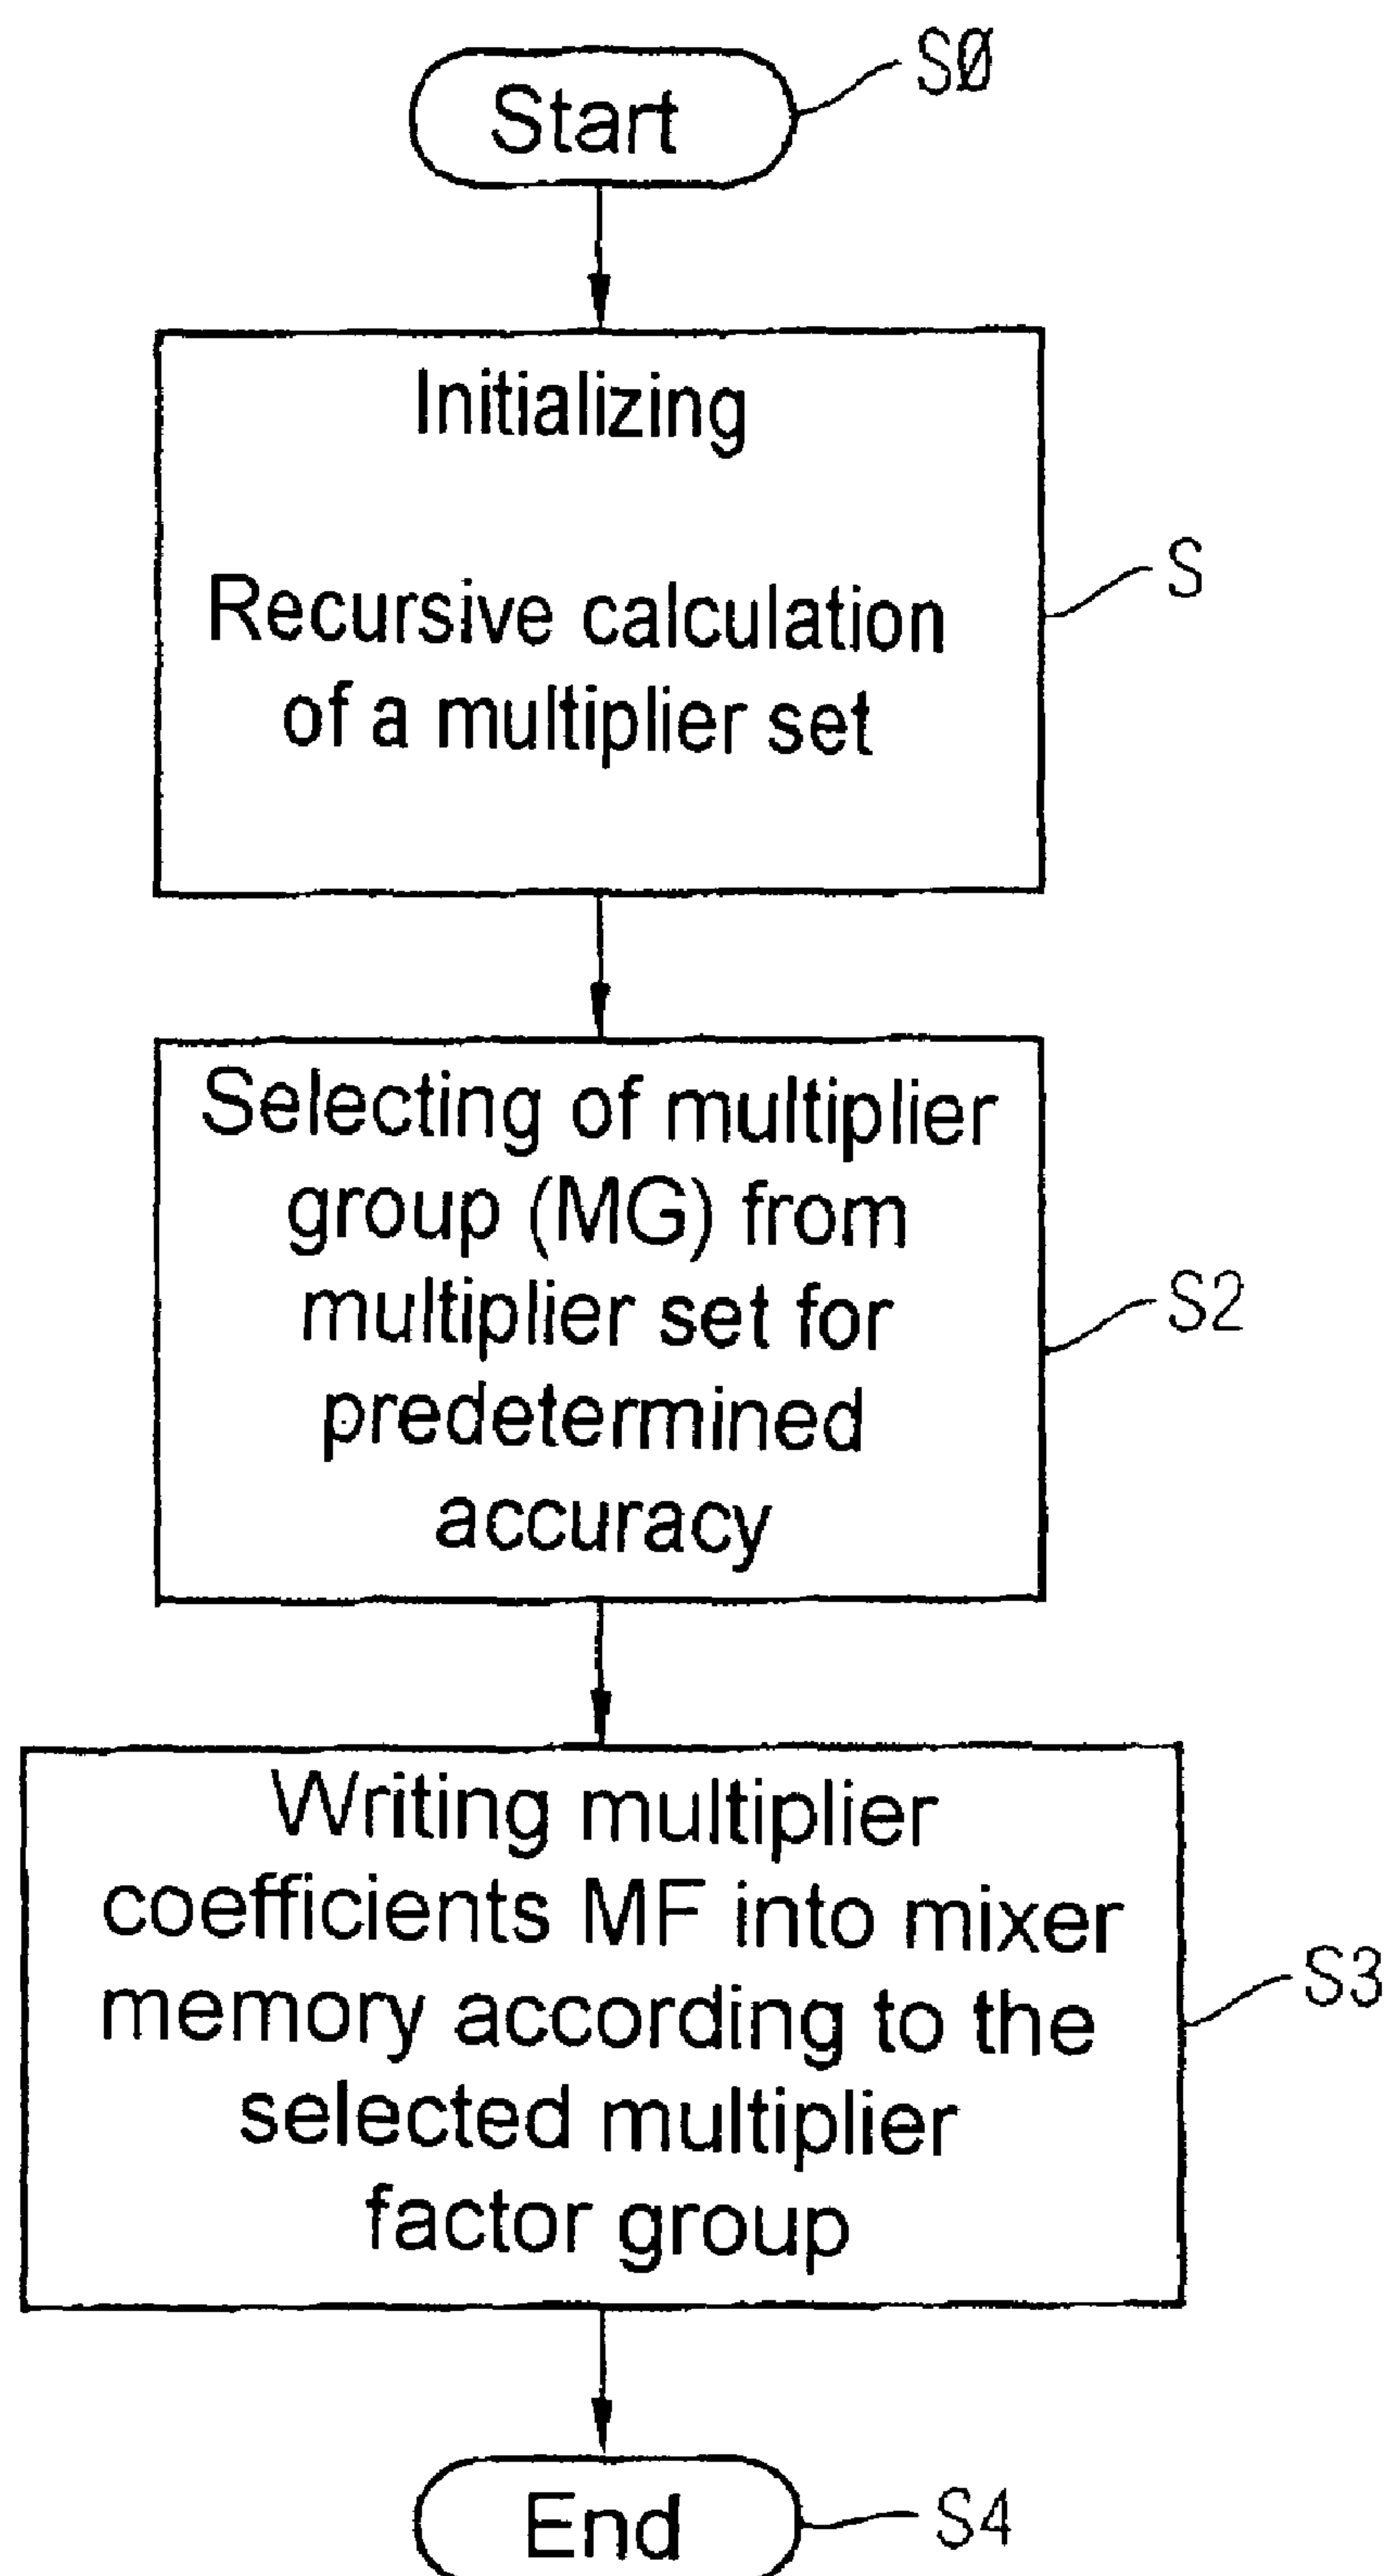 Start
SØ
Initializing
Recursive calculation
of a multiplier set
S
Selecting of multiplier
group (MG) from
multiplier set for
predetermined
accuracy
S2
Writing multiplier
coefficients MF into mixer
memory according to the
selected multiplier
factor group
S3
End
S4